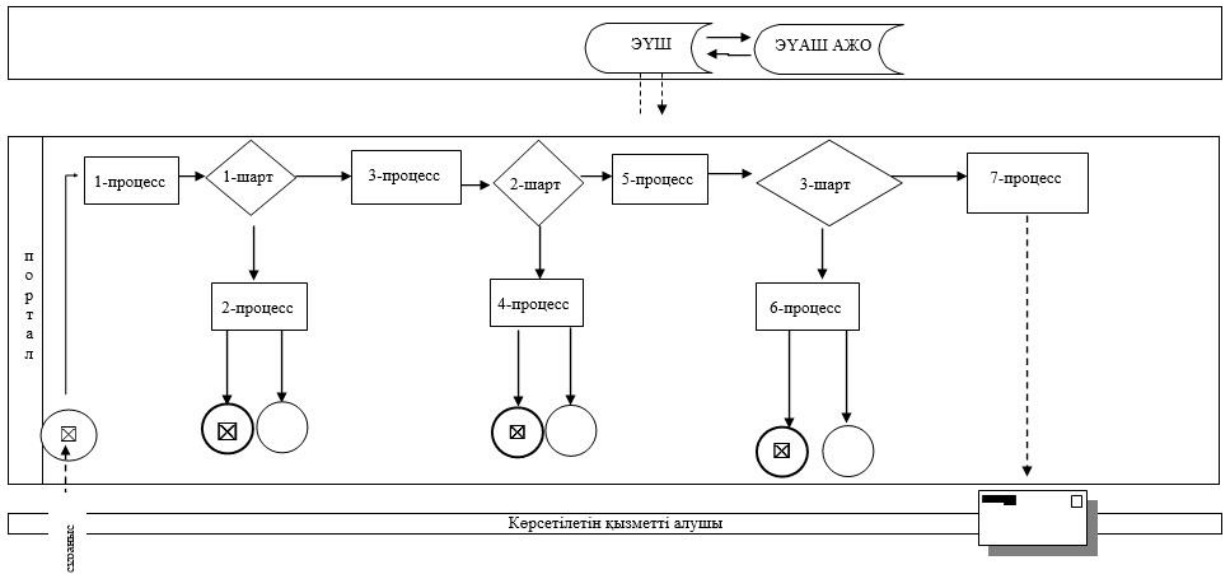 ЭҮШ
ЭҮАШ АЖО
1-процесс
1-шарт
3-процесс
2-шарт
5-процесс
3-шарт
7-процесс
портал
2-процесс
4-процесс
6-процесс
Көрсетілетін қызметті алушы